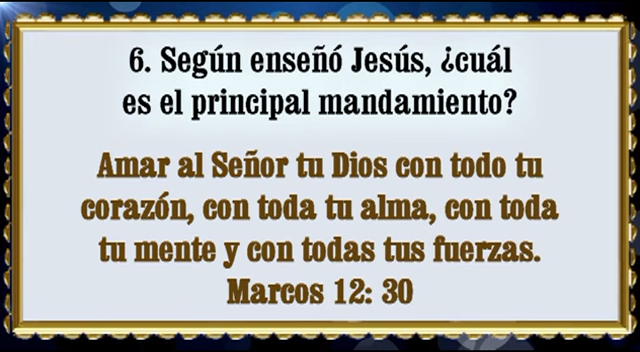 6. Según enseñó Jesús, ¿cuál
es el principal mandamiento?
Amar al Señor tu Dios con todo tu
corazón, con toda tu alma, con toda
tu mente y con todas tus fuerzas.
Marcos 12: 30